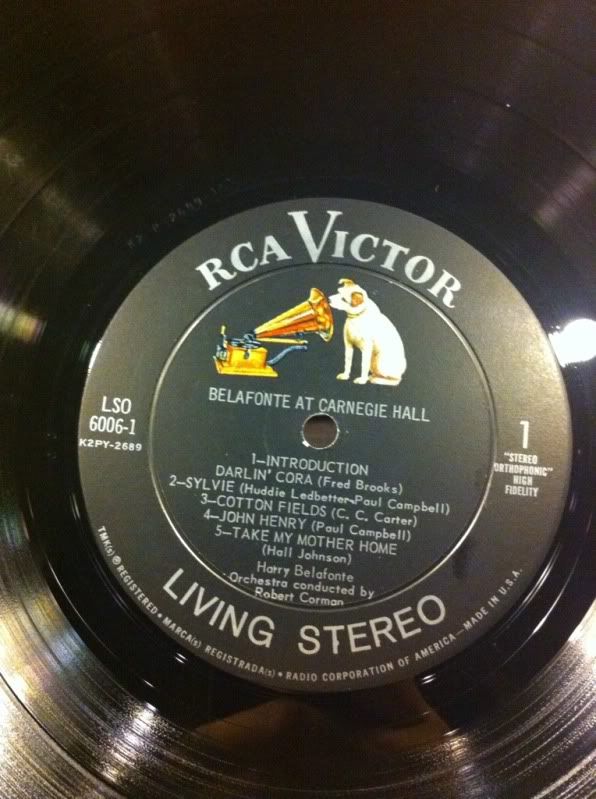 RCA VICTOR
BELAFONTE AT CARNEGIE HALL
LSO
6006-1
K2PY-2689
1
"STEREO
ORTHOPHONIC"
HIGH
FIDELITY
1—INTRODUCTION
DARLIN' CORA (Fred Brooks)
2—SYLVIE (Huddie Ledbetter-Paul Campbell)
3—COTTON FIELDS (C. C. Carter)
4—JOHN HENRY (Paul Campbell)
5—TAKE MY MOTHER HOME
(Hall Johnson)
Harry Belafonte
Orchestra conducted by
Robert Corman
LIVING STEREO
TMK(s) ® REGISTERED • MARCA(s) REGISTRADA(s) • RADIO CORPORATION OF AMERICA—MADE IN U.S.A.